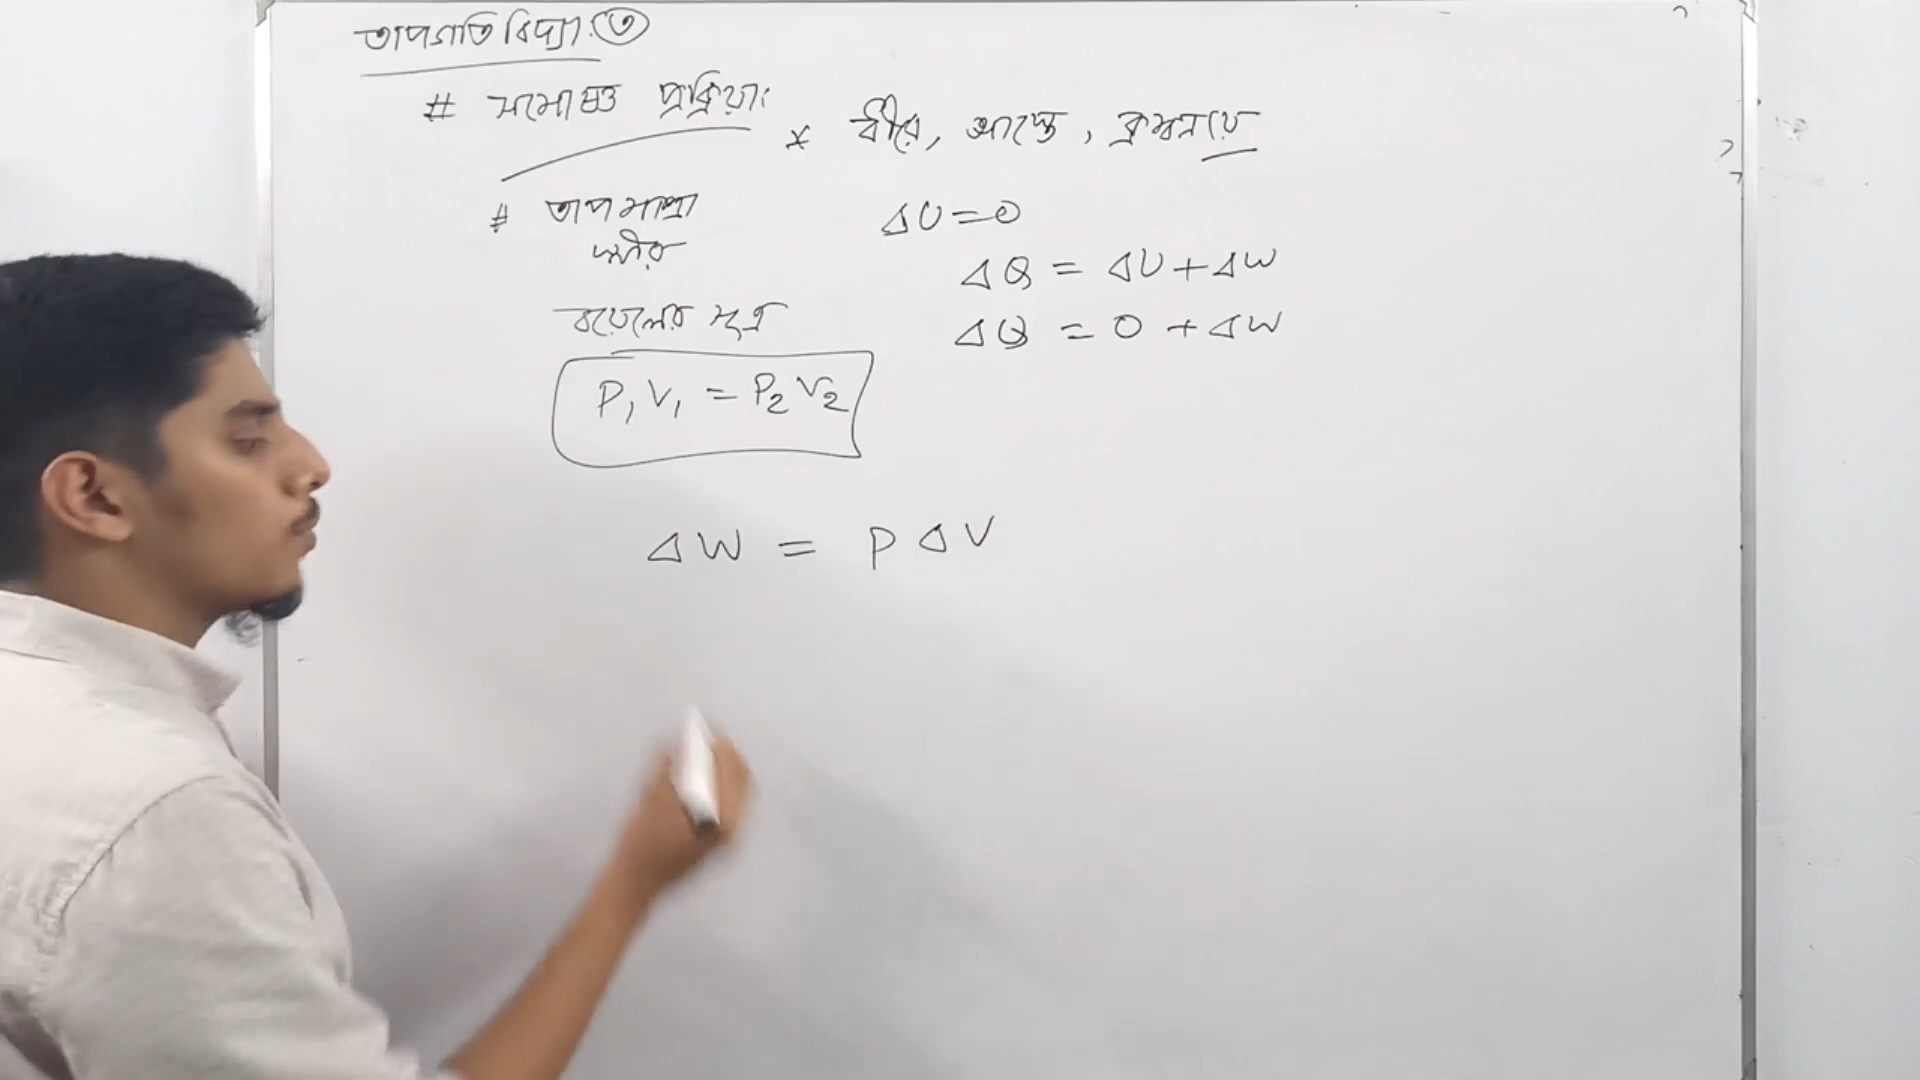 তাপগতি বিদ্যা: ৩
# সমোষ্ণ প্রক্রিয়া:
* ধীরে, আস্তে, ক্রমান্বয়ে
# তাপমাত্রা
স্থির
ΔU = 0
ΔQ = ΔU + ΔW
বয়েলের সূত্র
ΔQ = 0 + ΔW
P₁V₁ = P₂V₂
ΔW = PΔV